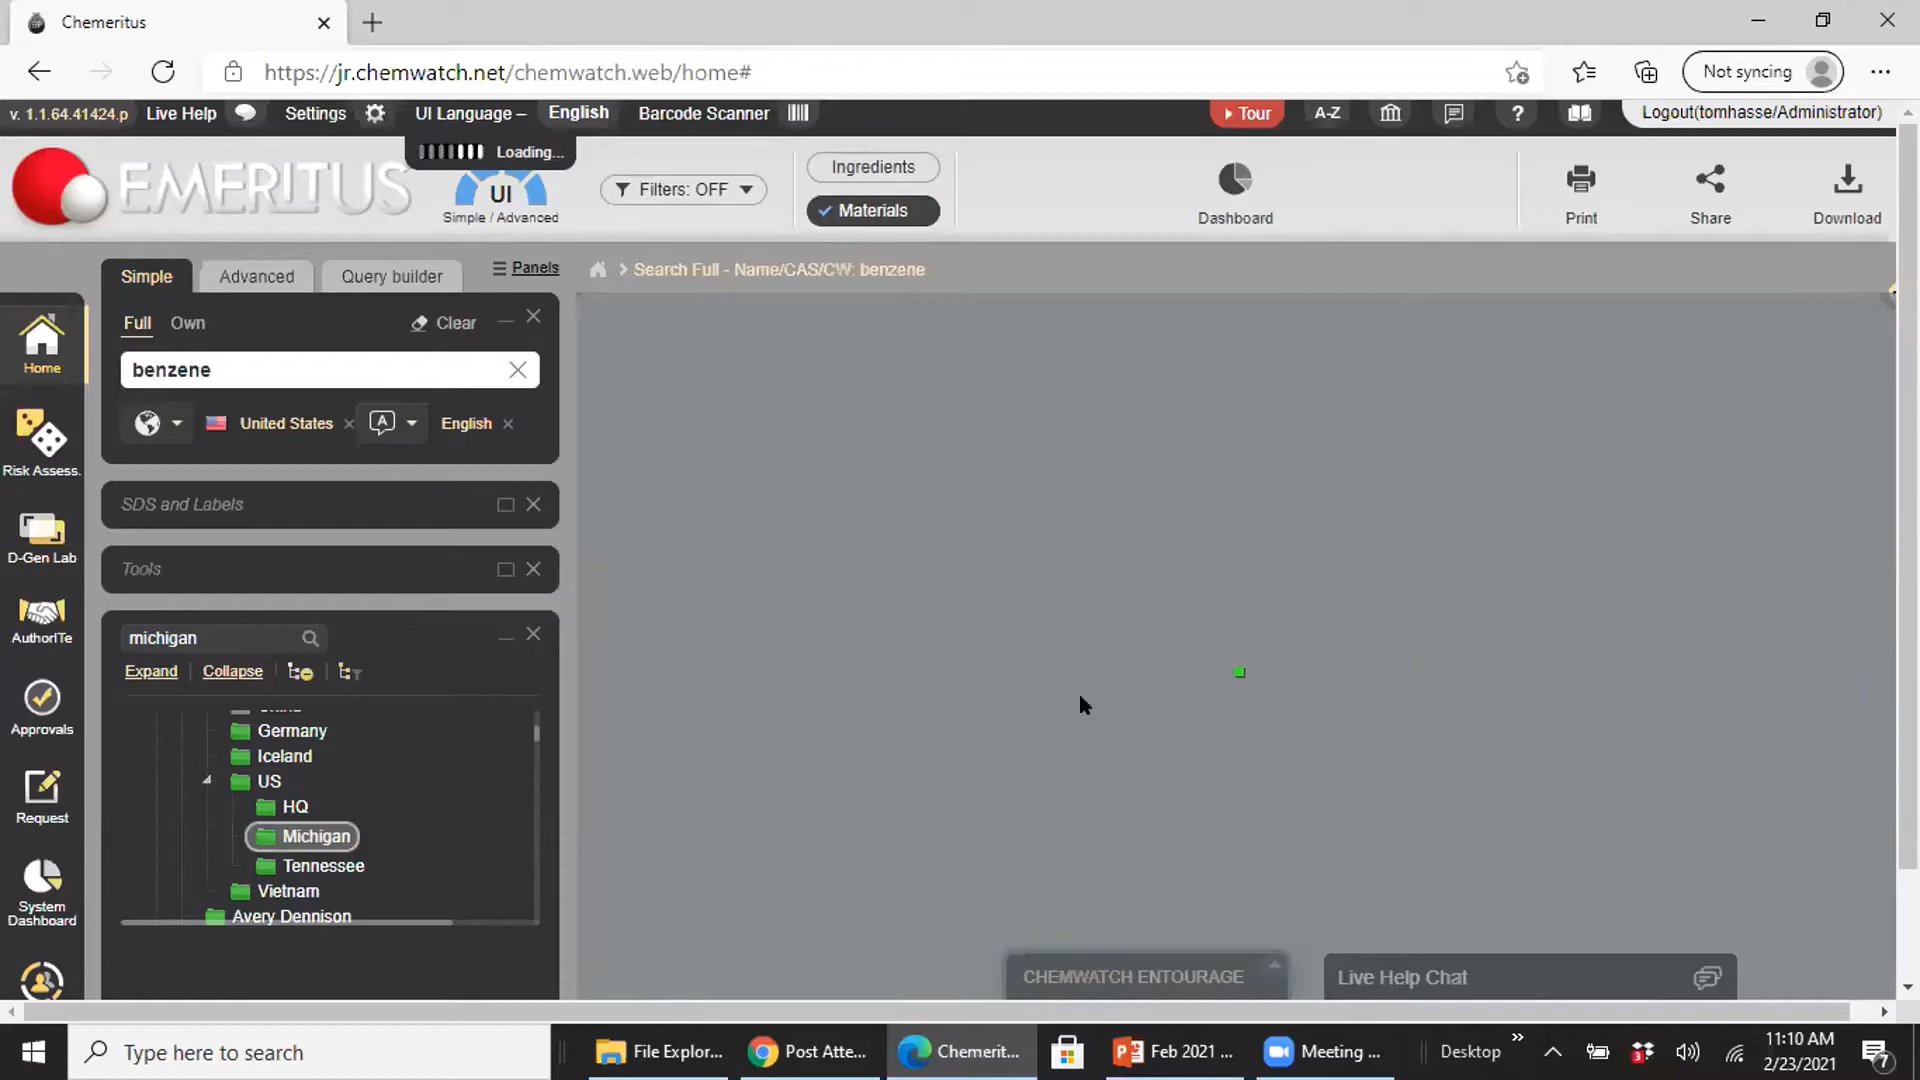 Chemeritus
https://jr.chemwatch.net/chemwatch.web/home#
Not syncing
v. 1.1.64.41424.p Live Help Settings UI Language – English Barcode Scanner Tour A-Z ? Logout(tomhasse/Administrator)
Loading...
EMERITUS
UI
Simple / Advanced
Filters: OFF
Ingredients
Materials
Dashboard
Print
Share
Download
Simple Advanced Query builder Panels
Search Full - Name/CAS/CW: benzene
Full Own Clear
benzene
A
United States English
SDS and Labels
Tools
michigan
Expand Collapse
Germany
Iceland
US
HQ
Michigan
Tennessee
Vietnam
Avery Dennison
Home
Risk Assess.
D-Gen Lab
AuthorITe
Approvals
Request
System
Dashboard
CHEMWATCH ENTOURAGE
Live Help Chat
Type here to search
File Explor...
Post Atte...
Chemerit...
Feb 2021 ...
Meeting ...
Desktop
3
11:10 AM
2/23/2021
7